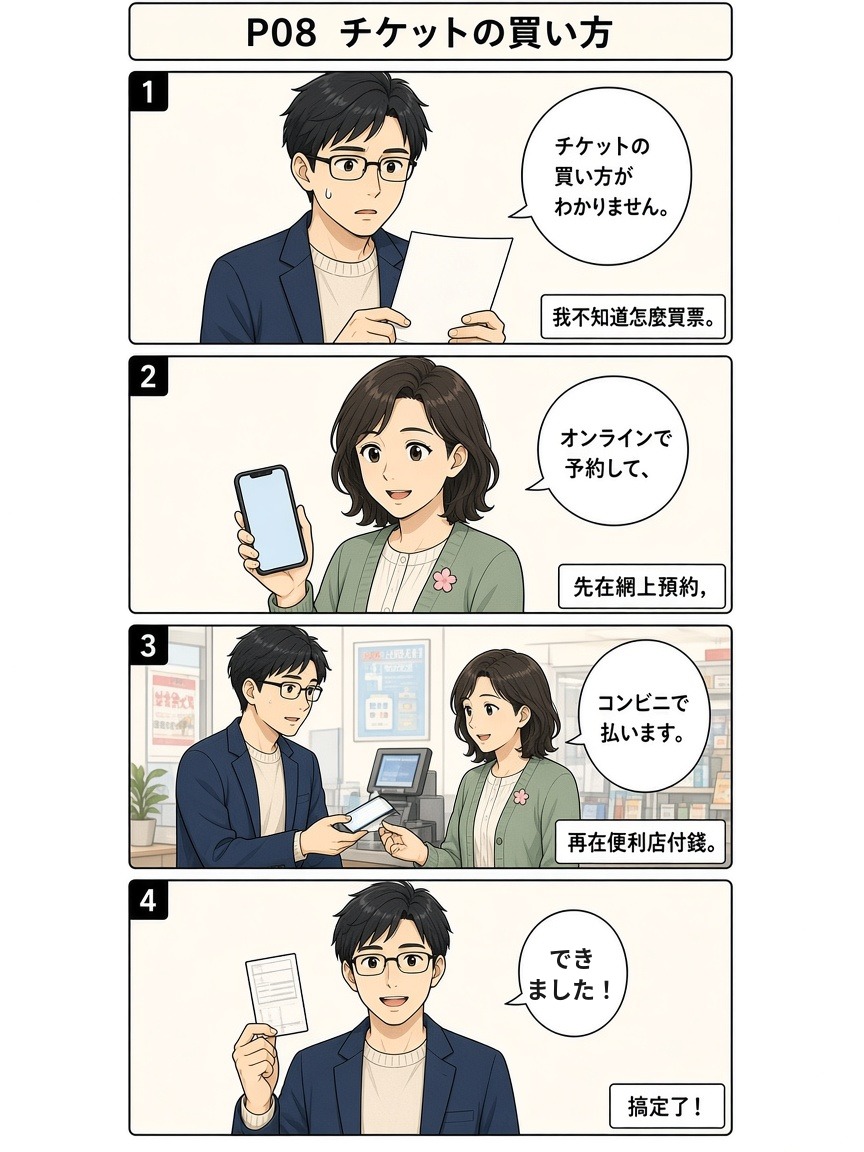 P08 チケットの買い方
1
チケットの
買い方が
わかりません。
我不知道怎麼買票。
2
オンラインで
予約して、
先在網上預約，
3
コンビニで
払います。
再在便利店付錢。
4
でき
ました！
搞定了！